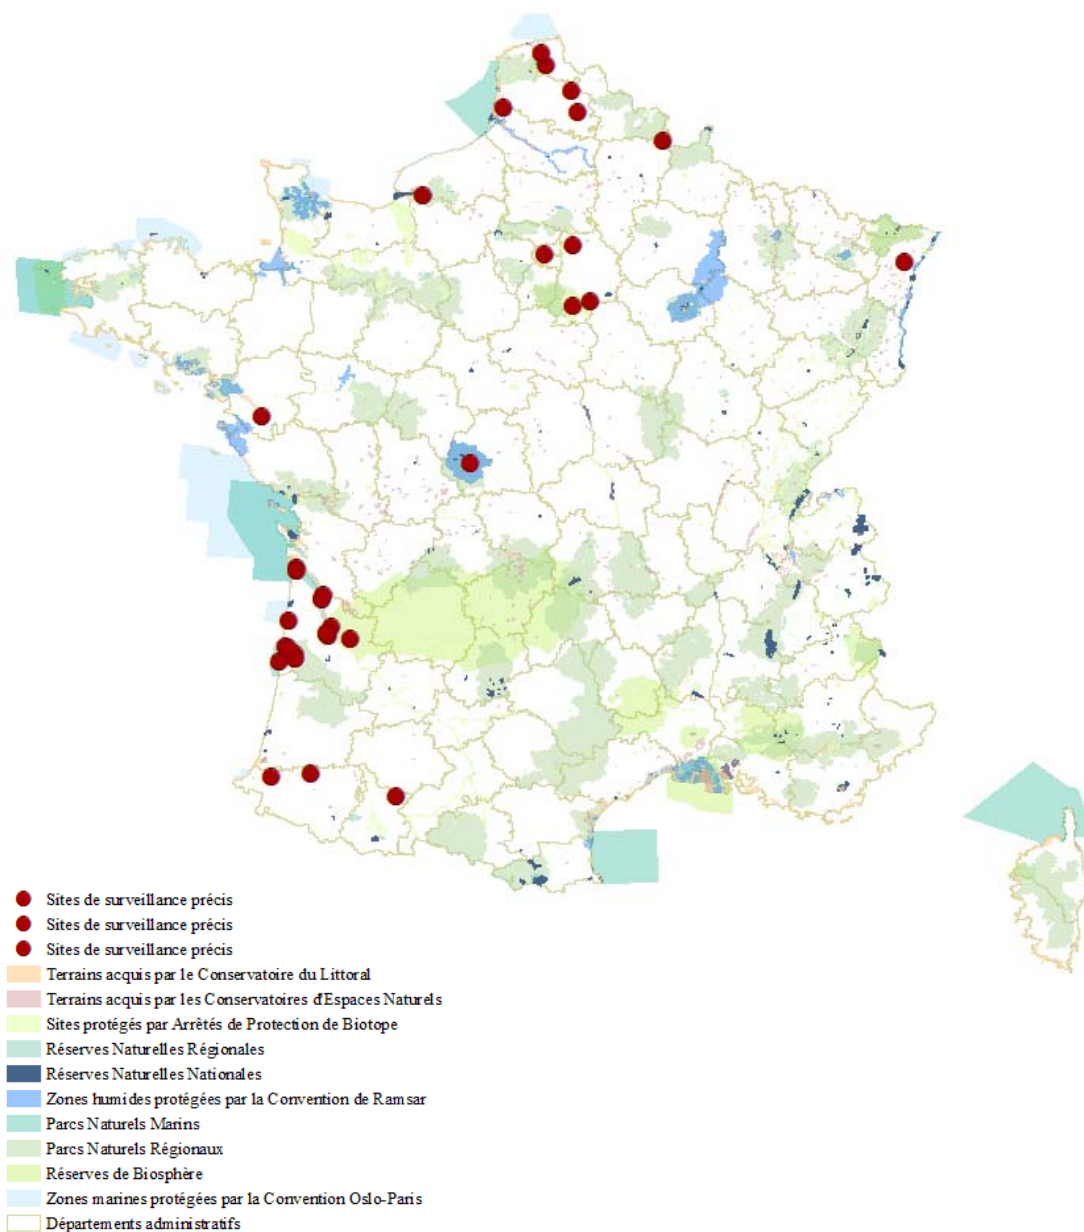 Sites de surveillance précis
Sites de surveillance précis
Sites de surveillance précis
Terrains acquis par le Conservatoire du Littoral
Terrains acquis par les Conservatoires d'Espaces Naturels
Sites protégés par Arrêtés de Protection de Biotope
Réserves Naturelles Régionales
Réserves Naturelles Nationales
Zones humides protégées par la Convention de Ramsar
Parcs Naturels Marins
Parcs Naturels Régionaux
Réserves de Biosphère
Zones marines protégées par la Convention Oslo-Paris
Départements administratifs